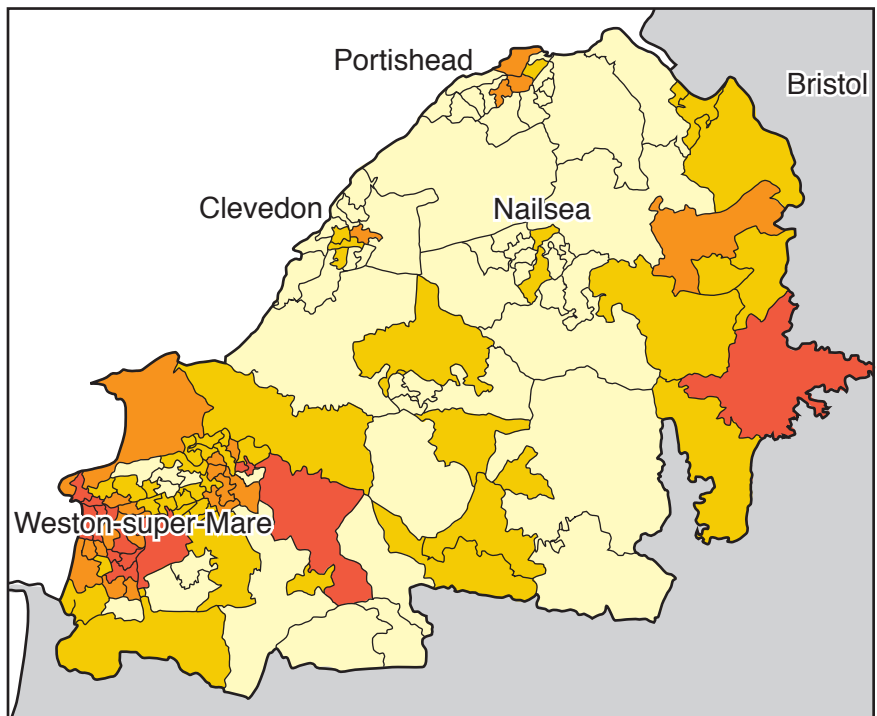 Portishead
Bristol
Clevedon
Nailsea
Weston-super-Mare